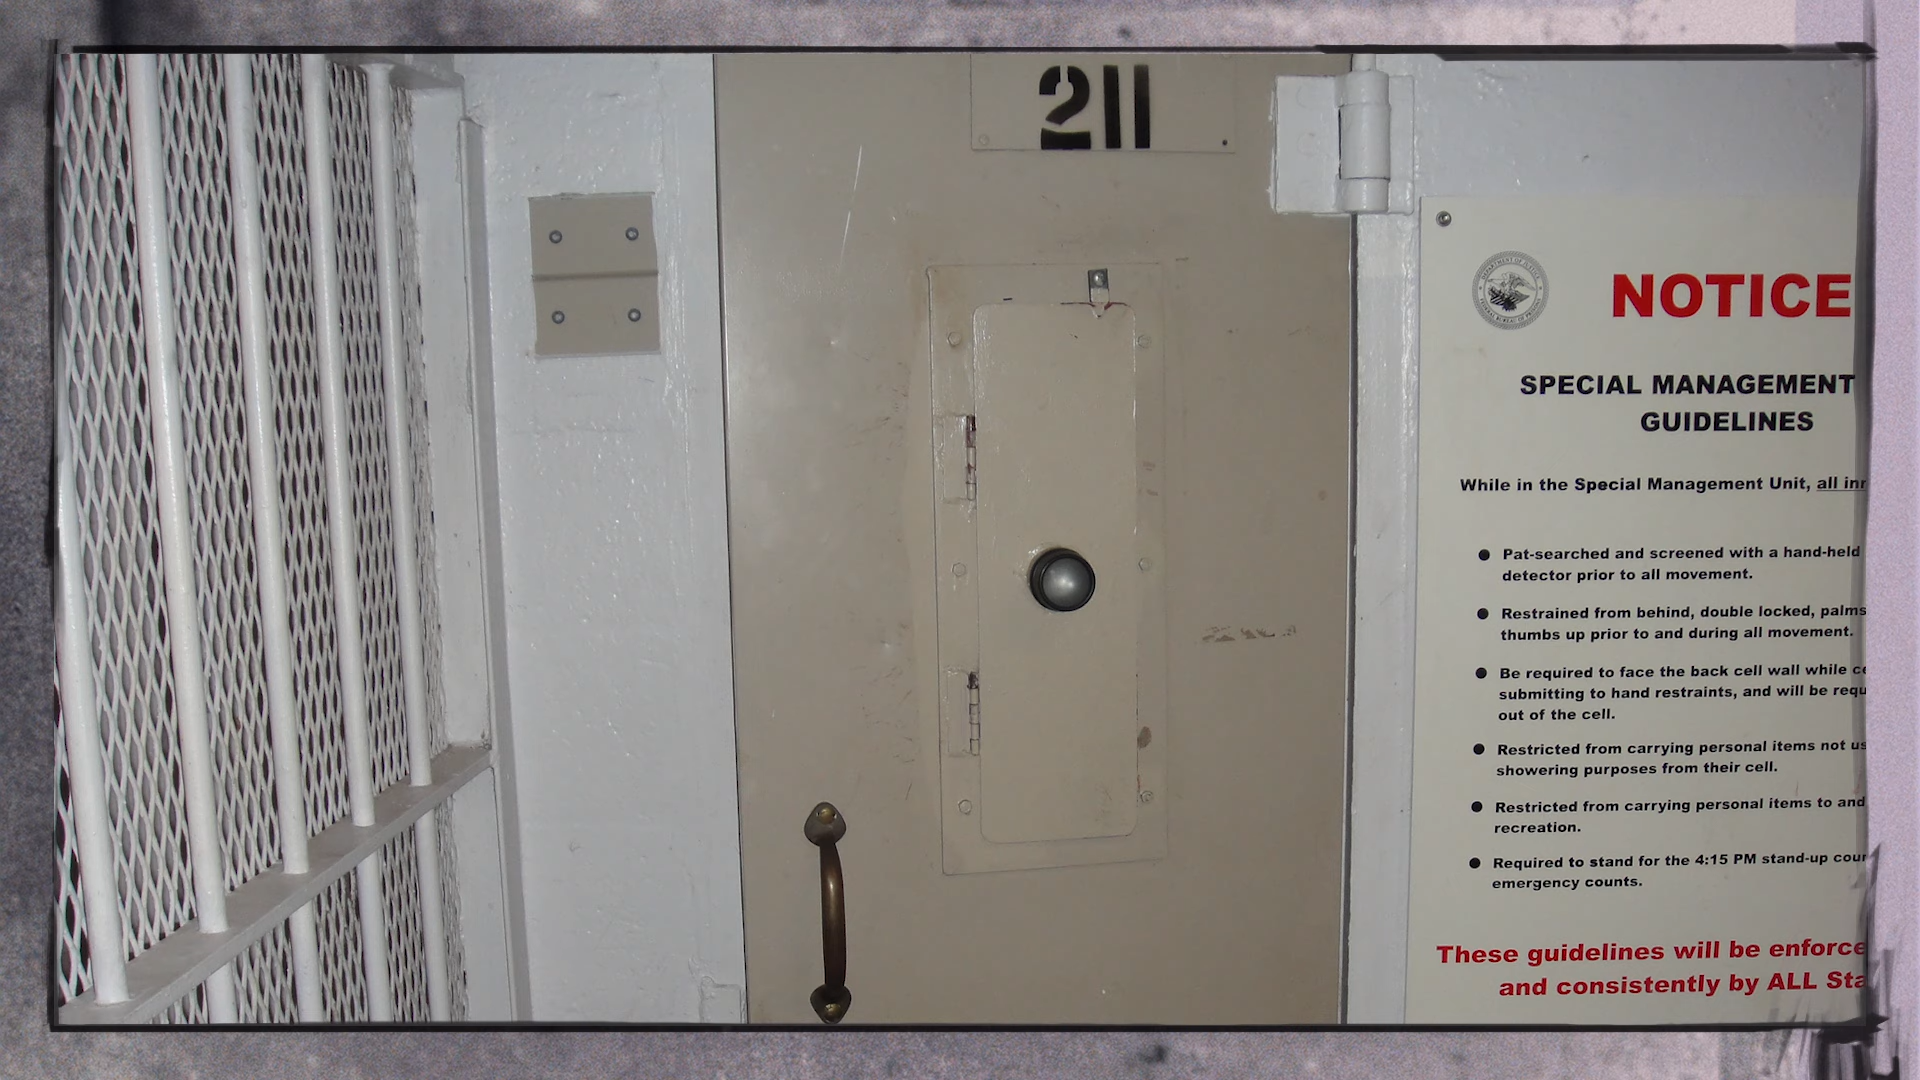 211
NOTICE
SPECIAL MANAGEMENT
GUIDELINES
While in the Special Management Unit, all
Pat-searched and screened with a hand-held
detector prior to all movement.
Restrained from behind, double locked, palms
thumbs up prior to and during all movement.
Be required to face the back cell wall while
submitting to hand restraints, and will be
out of the cell.
Restricted from carrying personal items not
showering purposes from their cell.
Restricted from carrying personal items to and
recreation.
Required to stand for the 4:15 PM stand-up
emergency counts.
These guidelines will be
and consistently by ALL